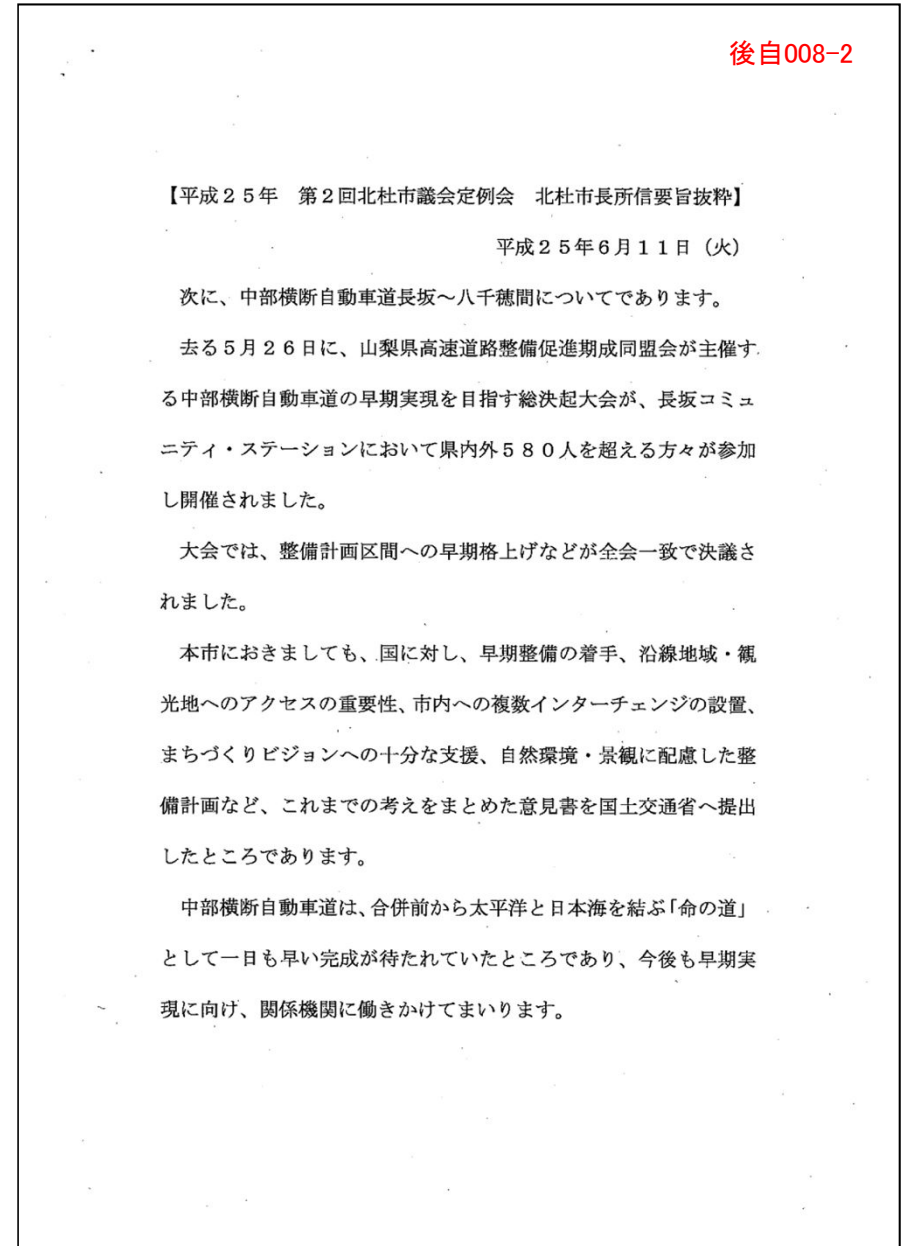 後自008-2
【平成２５年　第２回北杜市議会定例会　北杜市長所信要旨抜粋】
平成２５年６月１１日（火）
次に、中部横断自動車道長坂～八千穂間についてであります。
去る５月２６日に、山梨県高速道路整備促進期成同盟会が主催す
る中部横断自動車道の早期実現を目指す総決起大会が、長坂コミュ
ニティ・ステーションにおいて県内外５８０人を超える方々が参加
し開催されました。
大会では、整備計画区間への早期格上げなどが全会一致で決議さ
れました。
本市におきましても、国に対し、早期整備の着手、沿線地域・観
光地へのアクセスの重要性、市内への複数インターチェンジの設置、
まちづくりビジョンへの十分な支援、自然環境・景観に配慮した整
備計画など、これまでの考えをまとめた意見書を国土交通省へ提出
したところであります。
中部横断自動車道は、合併前から太平洋と日本海を結ぶ「命の道」
として一日も早い完成が待たれていたところであり、今後も早期実
現に向け、関係機関に働きかけてまいります。